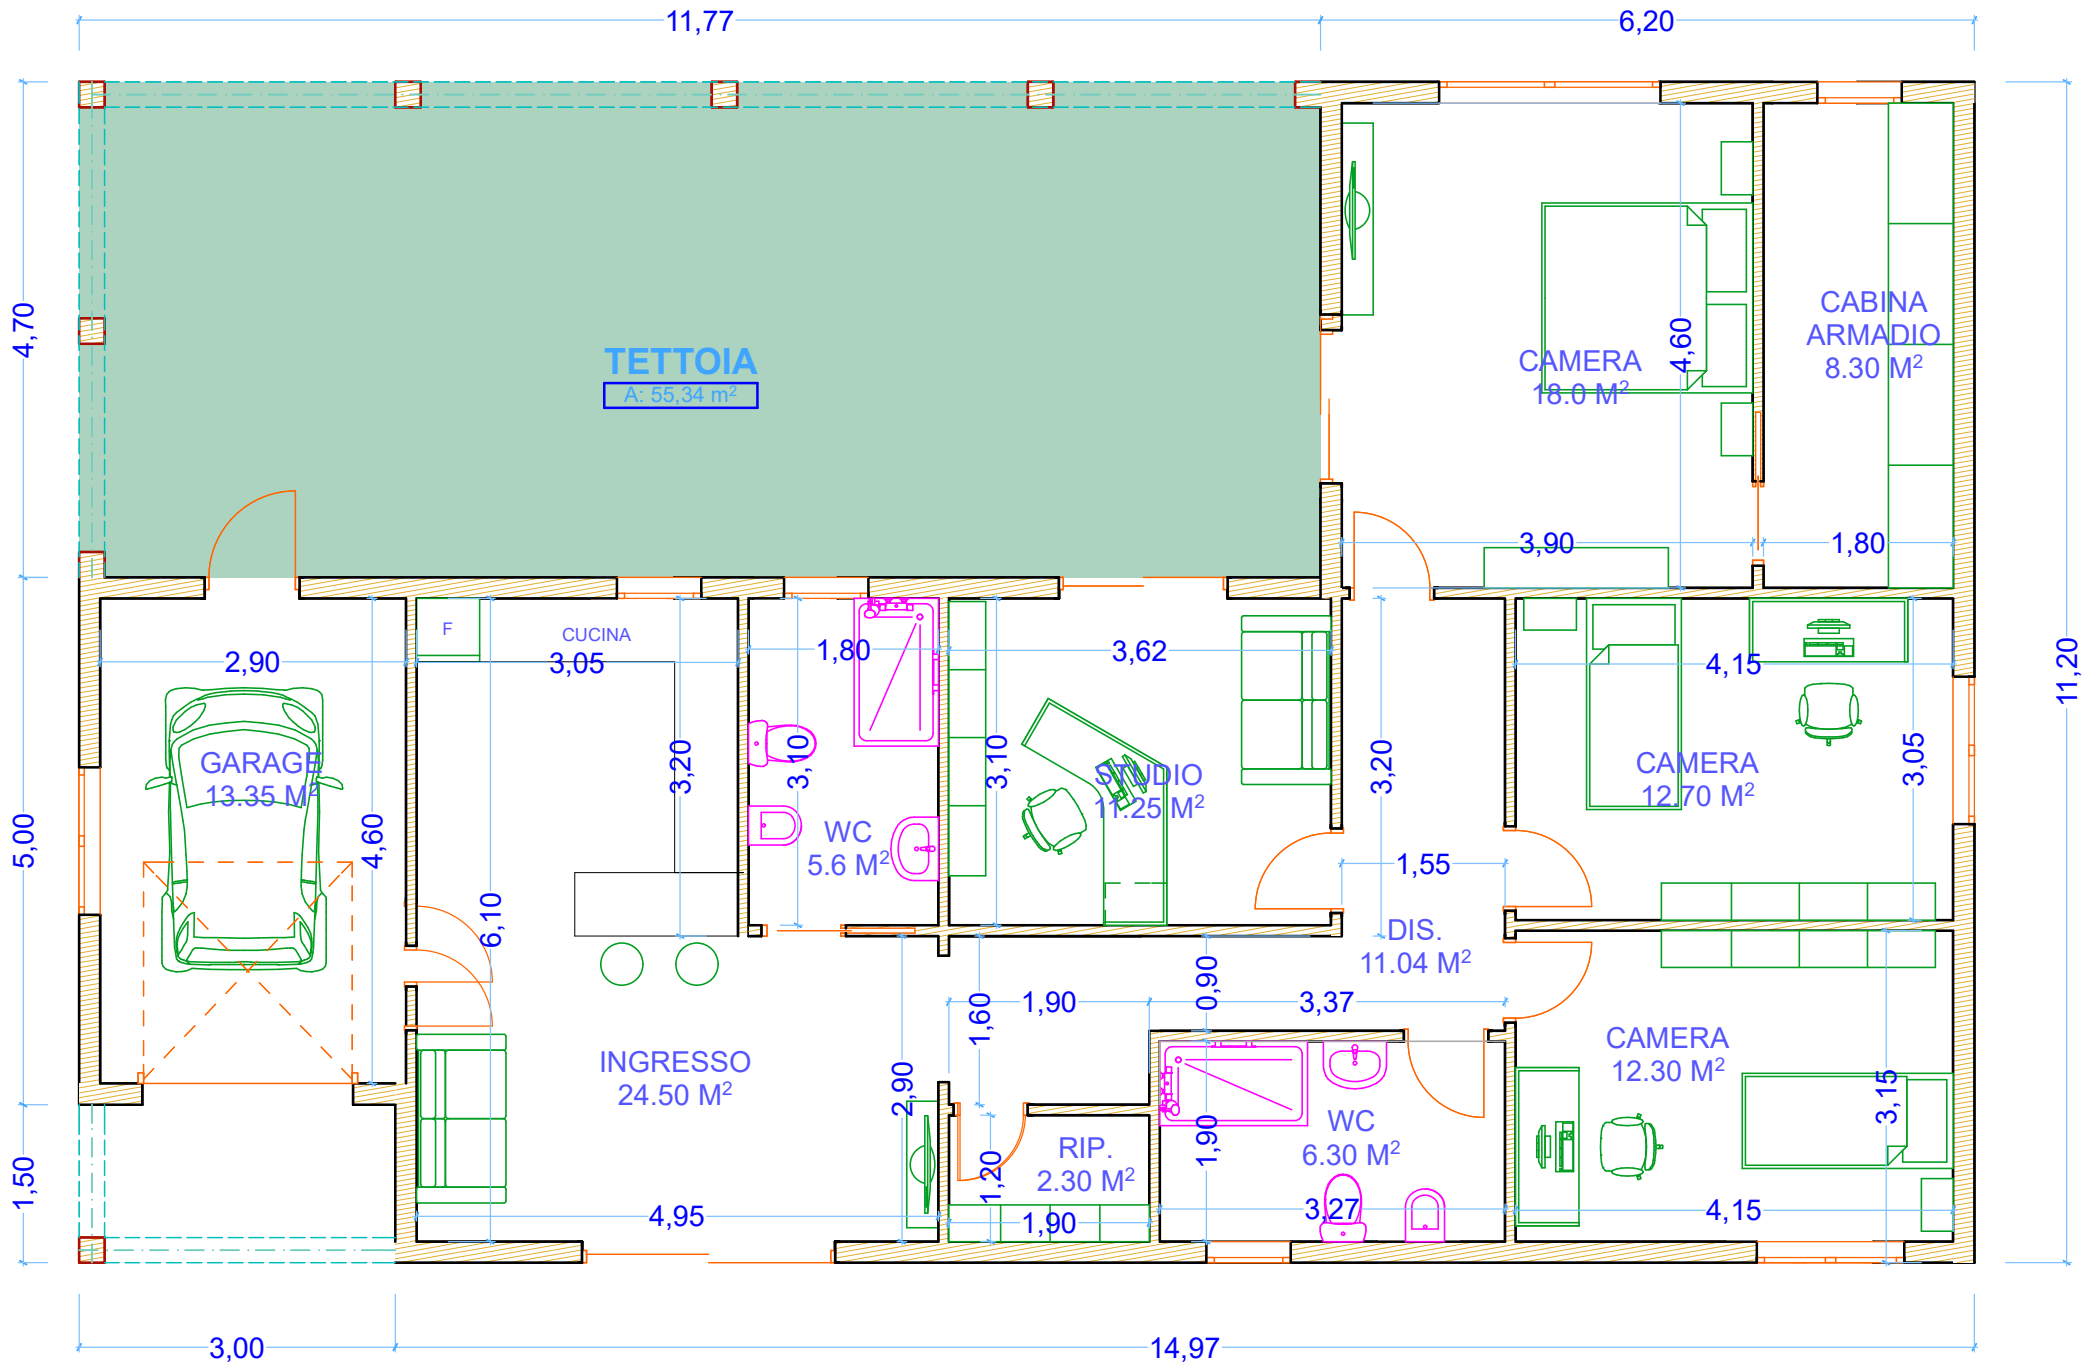 11,77
6,20
4,70
TETTOIA
A: 55,34 m²
CAMERA
18.0 M²
4,60
CABINA
ARMADIO
8.30 M²
3,90
1,80
11,20
F
CUCINA
2,90
3,05
1,80
3,62
4,15
GARAGE
13.35 M²
4,60
6,10
3,20
3,10
WC
5.6 M²
3,10
STUDIO
11.25 M²
3,20
1,55
CAMERA
12.70 M²
3,05
5,00
DIS.
11.04 M²
0,90
1,60
1,90
3,37
INGRESSO
24.50 M²
2,90
CAMERA
12.30 M²
3,15
1,50
RIP.
2.30 M²
1,20
1,90
WC
6.30 M²
1,90
4,95
3,27
4,15
3,00
14,97